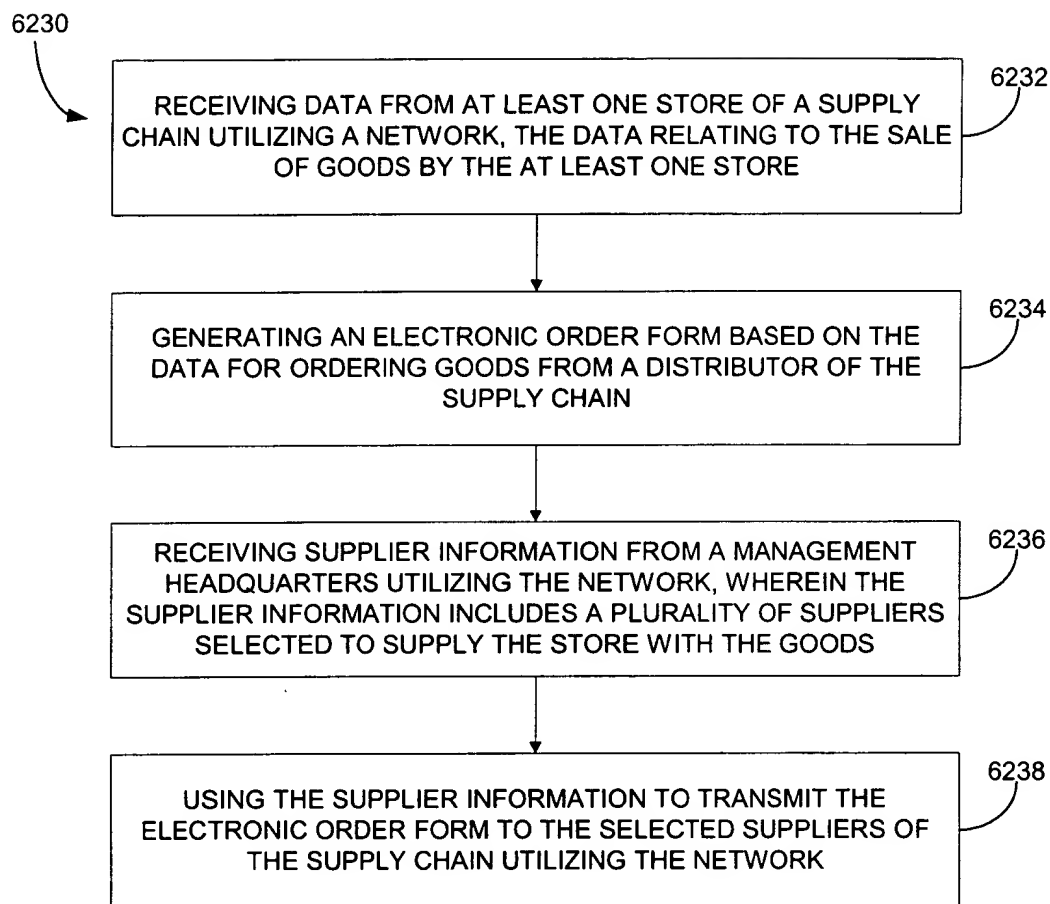 6230
6232
RECEIVING DATA FROM AT LEAST ONE STORE OF A SUPPLY
CHAIN UTILIZING A NETWORK, THE DATA RELATING TO THE SALE
OF GOODS BY THE AT LEAST ONE STORE
6234
GENERATING AN ELECTRONIC ORDER FORM BASED ON THE
DATA FOR ORDERING GOODS FROM A DISTRIBUTOR OF THE
SUPPLY CHAIN
6236
RECEIVING SUPPLIER INFORMATION FROM A MANAGEMENT
HEADQUARTERS UTILIZING THE NETWORK, WHEREIN THE
SUPPLIER INFORMATION INCLUDES A PLURALITY OF SUPPLIERS
SELECTED TO SUPPLY THE STORE WITH THE GOODS
6238
USING THE SUPPLIER INFORMATION TO TRANSMIT THE
ELECTRONIC ORDER FORM TO THE SELECTED SUPPLIERS OF
THE SUPPLY CHAIN UTILIZING THE NETWORK